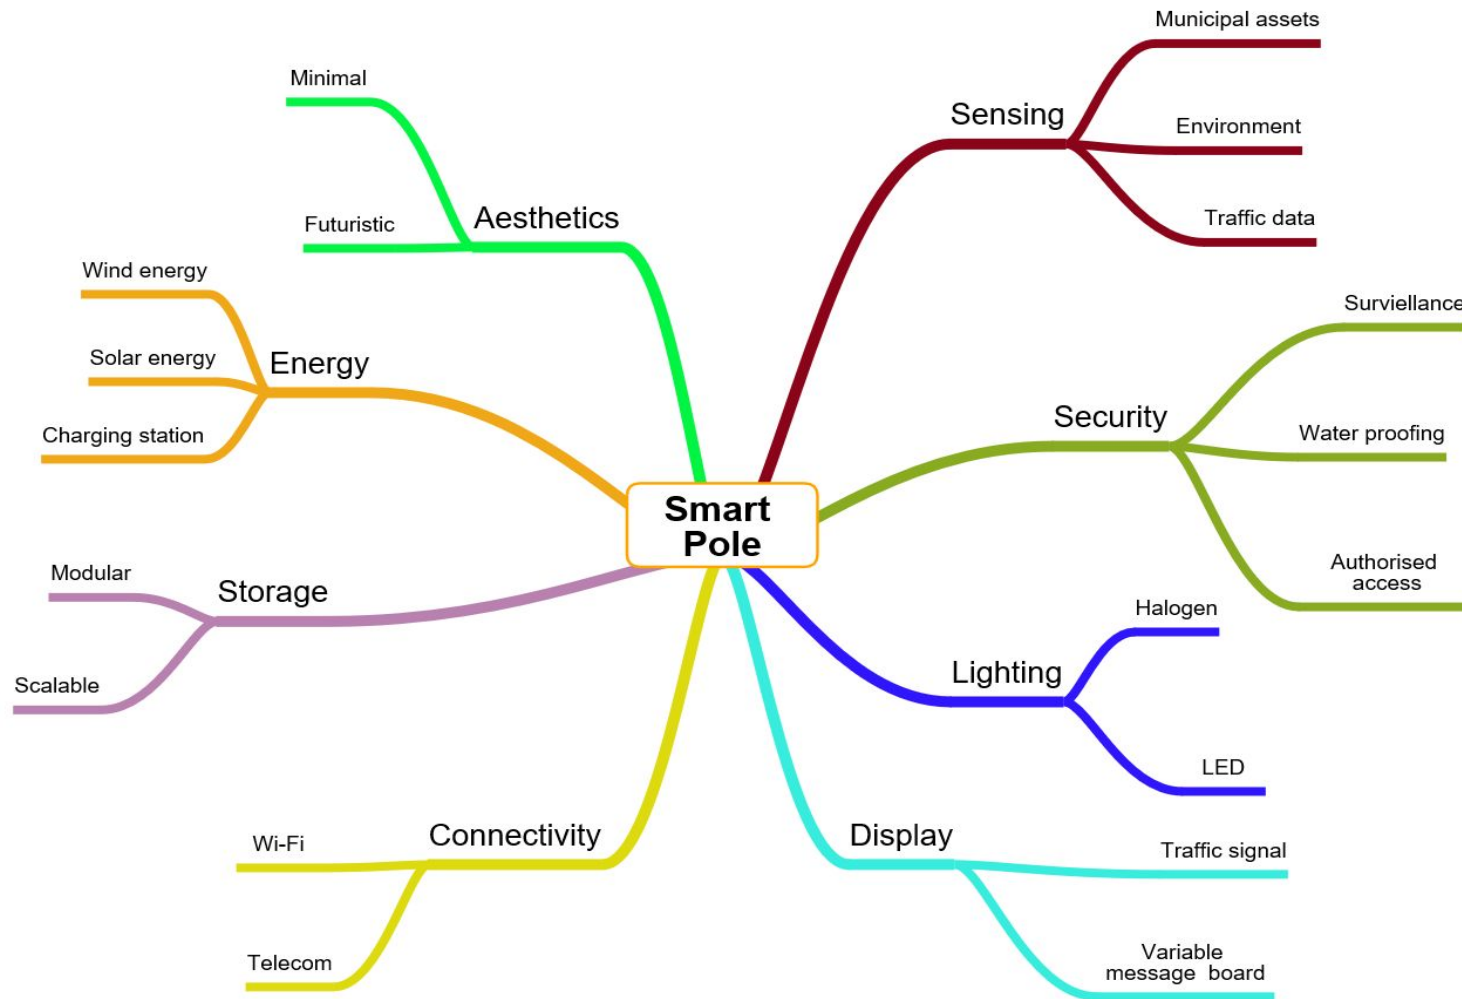 Smart
Pole
Sensing
Municipal assets
Environment
Traffic data
Security
Surviellance
Water proofing
Authorised
access
Lighting
Halogen
LED
Display
Traffic signal
Variable
message board
Connectivity
Wi-Fi
Telecom
Storage
Modular
Scalable
Energy
Wind energy
Solar energy
Charging station
Aesthetics
Minimal
Futuristic